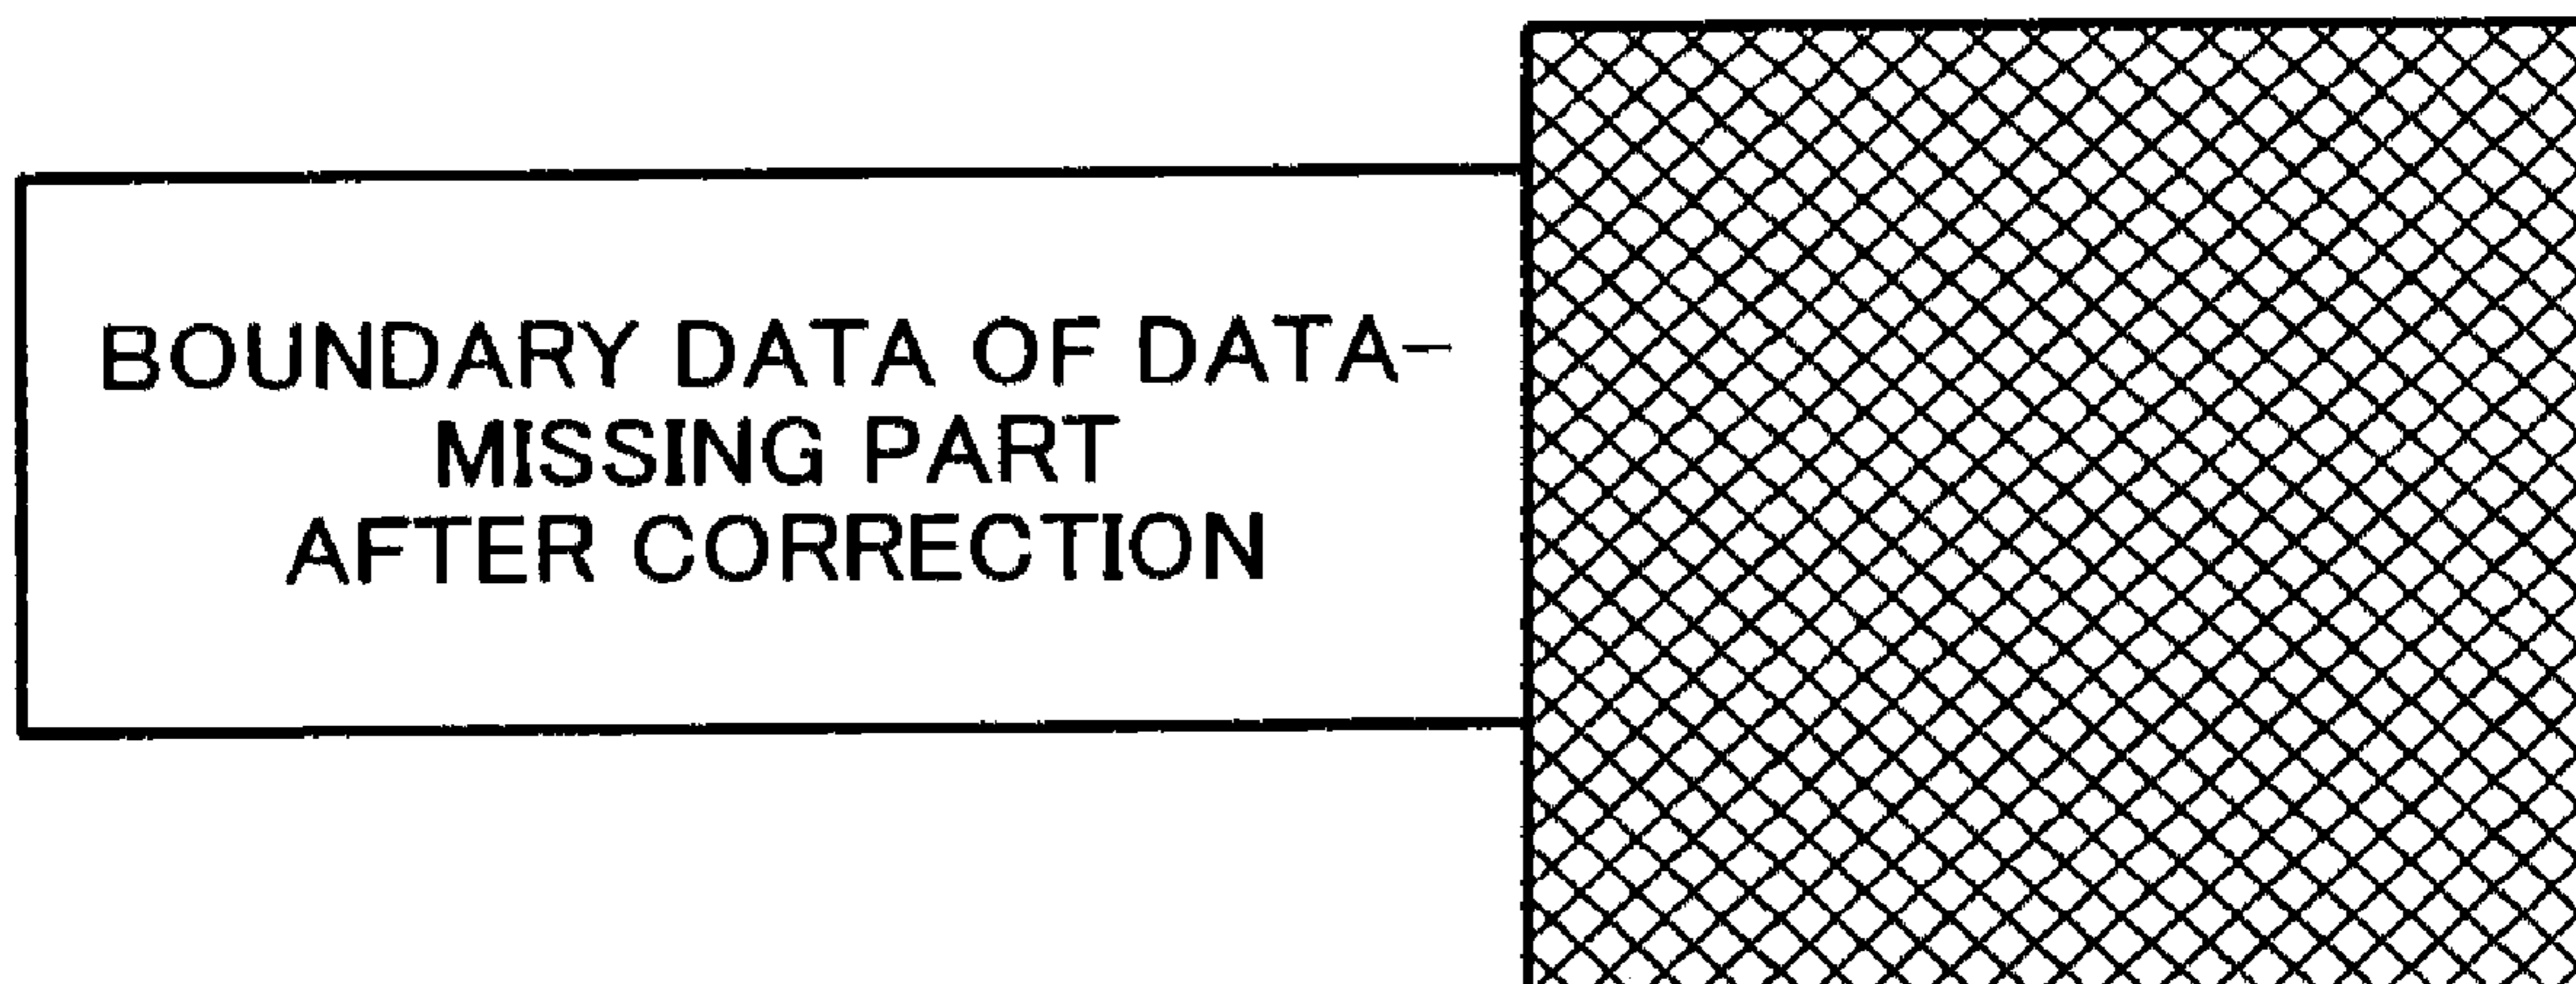 BOUNDARY DATA OF DATA-
MISSING PART
AFTER CORRECTION